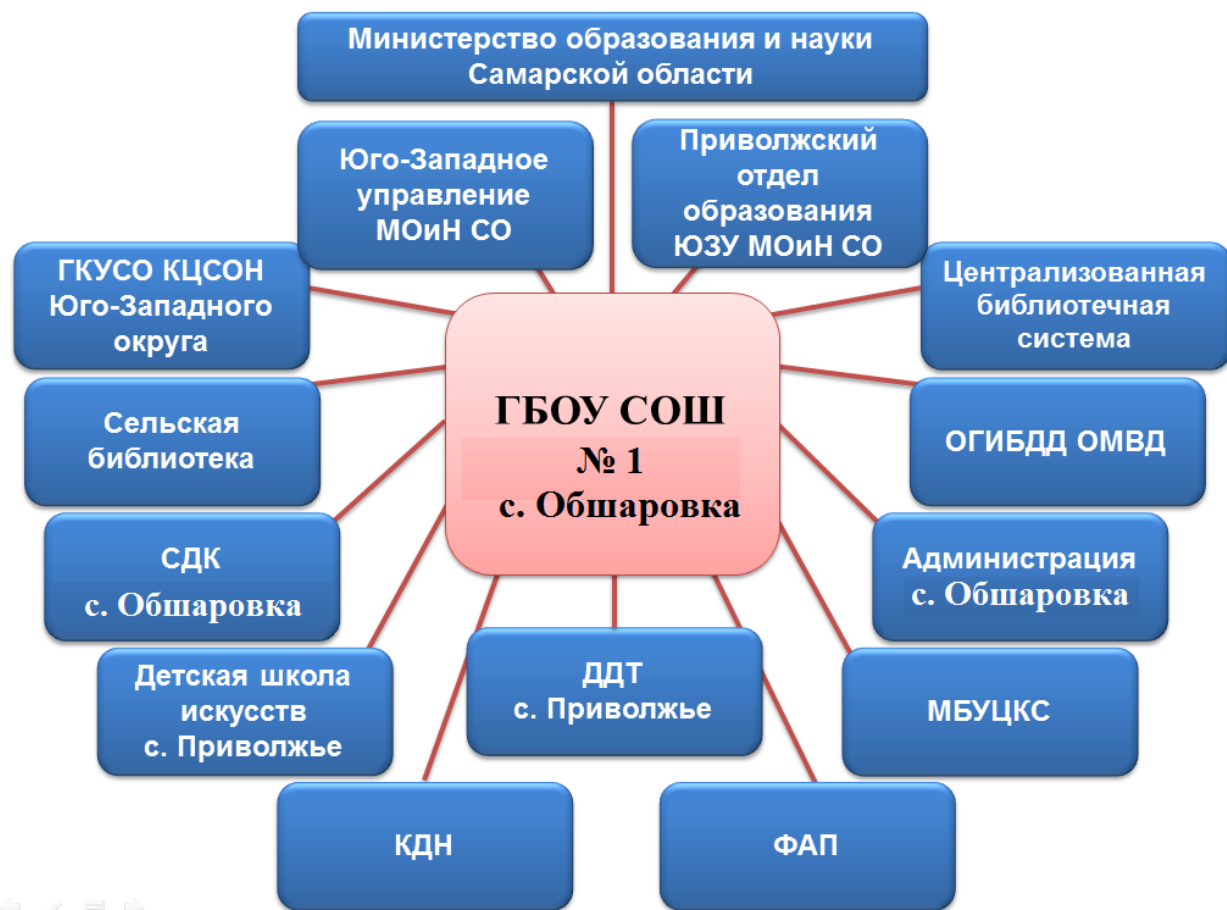 Министерство образования и науки
Самарской области
Юго-Западное
управление
МОиН СО
Приволжский
отдел
образования
ЮЗУ МОиН СО
ГКУСО КЦСОН
Юго-Западного
округа
Централизованная
библиотечная
система
Сельская
библиотека
ГБОУ СОШ
№ 1
с. Обшаровка
ОГИБДД ОМВД
СДК
с. Обшаровка
Администрация
с. Обшаровка
Детская школа
искусств
с. Приволжье
ДДТ
с. Приволжье
МБУЦКС
КДН
ФАП